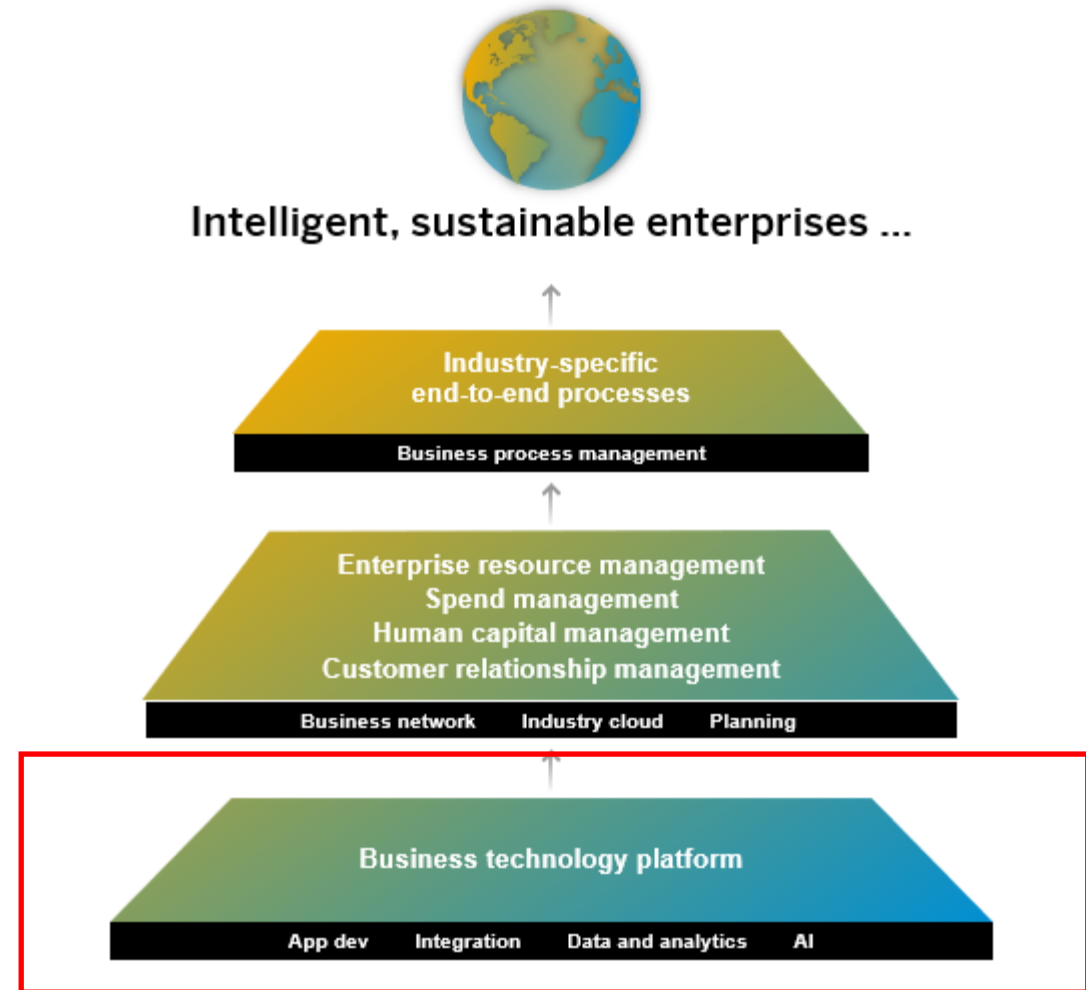 Intelligent, sustainable enterprises ...
Industry-specific
end-to-end processes
Business process management
Enterprise resource management
Spend management
Human capital management
Customer relationship management
Business network Industry cloud Planning
Business technology platform
App dev Integration Data and analytics AI